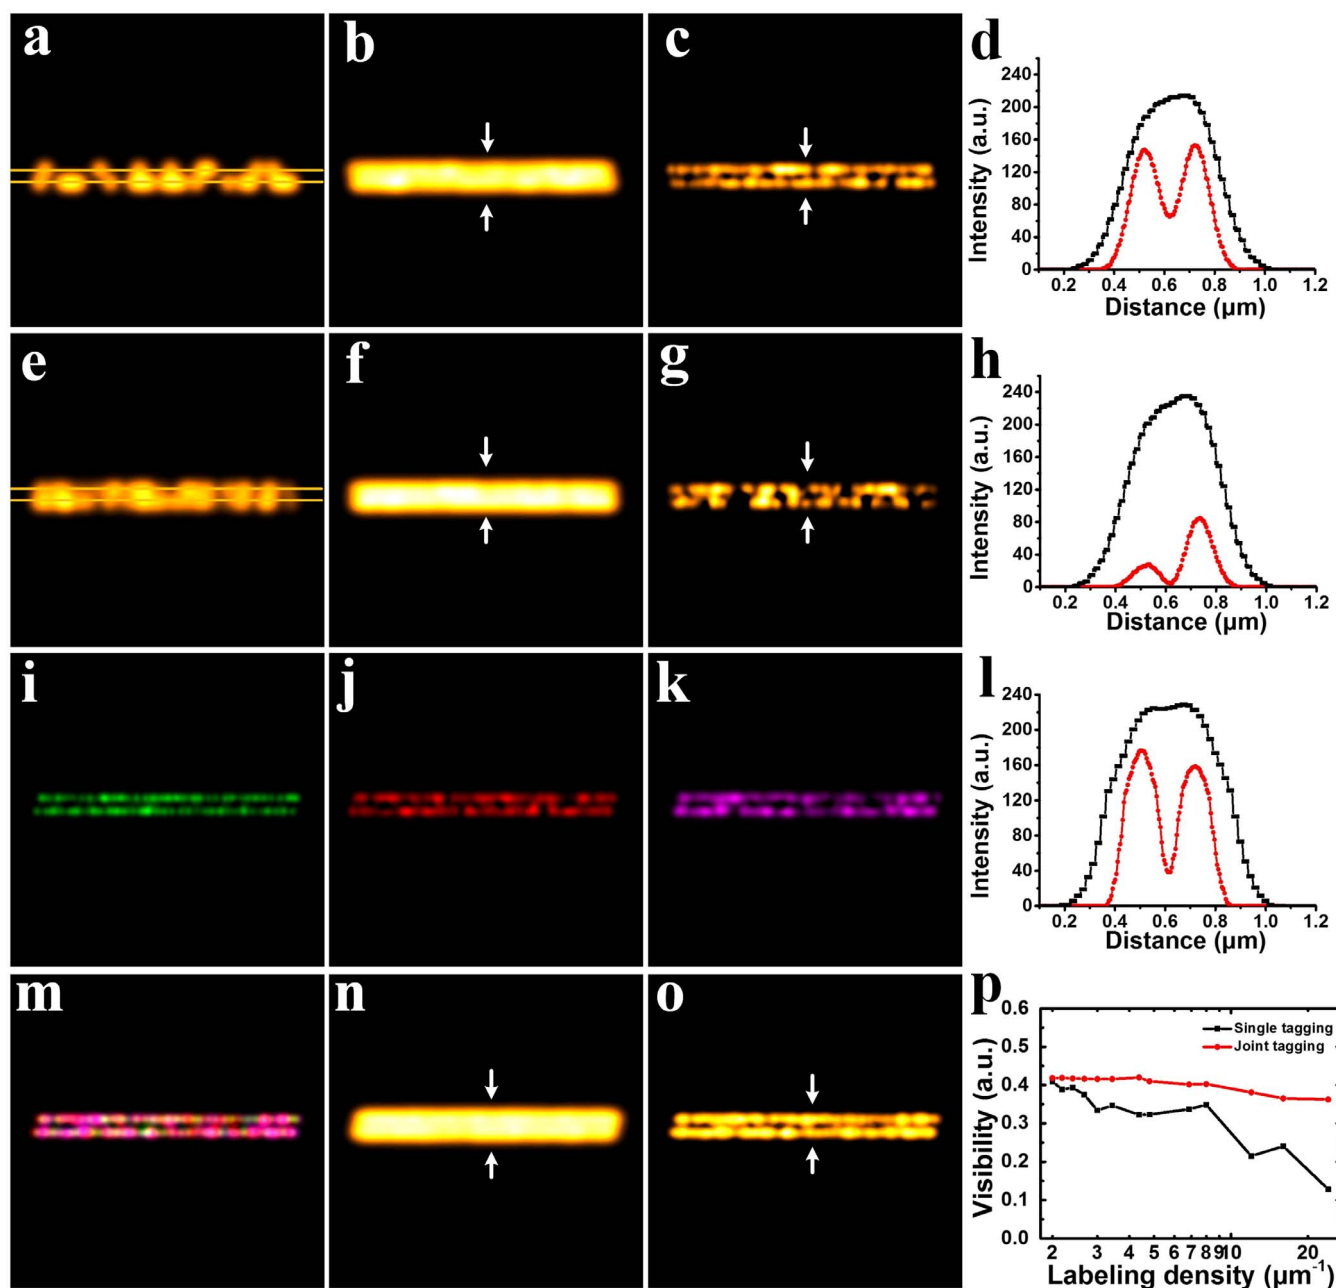 a
b
c
d
240
200
160
120
80
40
0
Intensity (a.u.)
0.2 0.4 0.6 0.8 1.0 1.2
Distance (µm)
e
f
g
h
240
200
160
120
80
40
0
Intensity (a.u.)
0.2 0.4 0.6 0.8 1.0 1.2
Distance (µm)
i
j
k
l
240
200
160
120
80
40
0
Intensity (a.u.)
0.2 0.4 0.6 0.8 1.0 1.2
Distance (µm)
m
n
o
p
0.6
0.5
0.4
0.3
0.2
0.1
0.0
Visibility (a.u.)
Single tagging
Joint tagging
2 3 4 5 6 7 8 9 10 20
Labeling density (µm⁻¹)